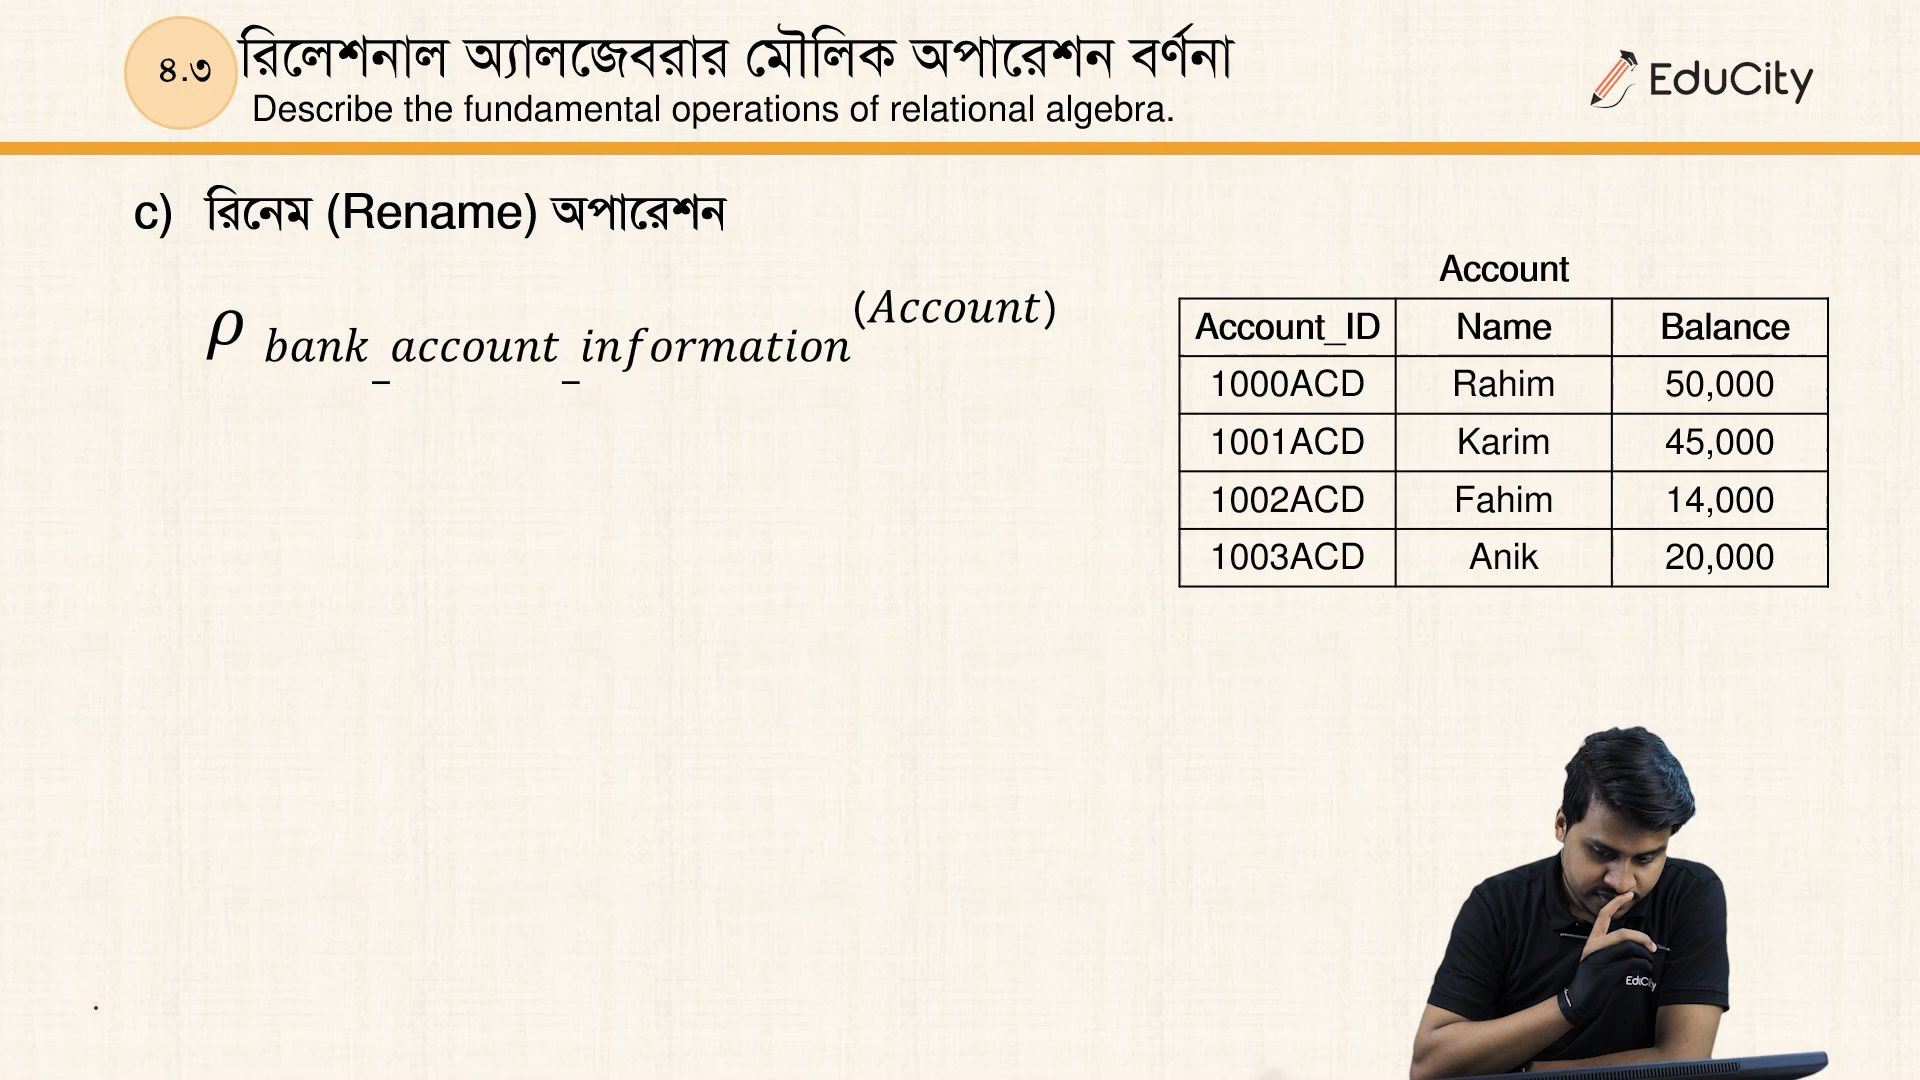 ৪.৩
রিলেশনাল অ্যালজেবরার মৌলিক অপারেশন বর্ণনা
Describe the fundamental operations of relational algebra.
EduCity
c) রিনেম (Rename) অপারেশন
ρ bank_account_information(Account)
Account
Account_ID Name Balance
1000ACD Rahim 50,000
1001ACD Karim 45,000
1002ACD Fahim 14,000
1003ACD Anik 20,000
EduCity